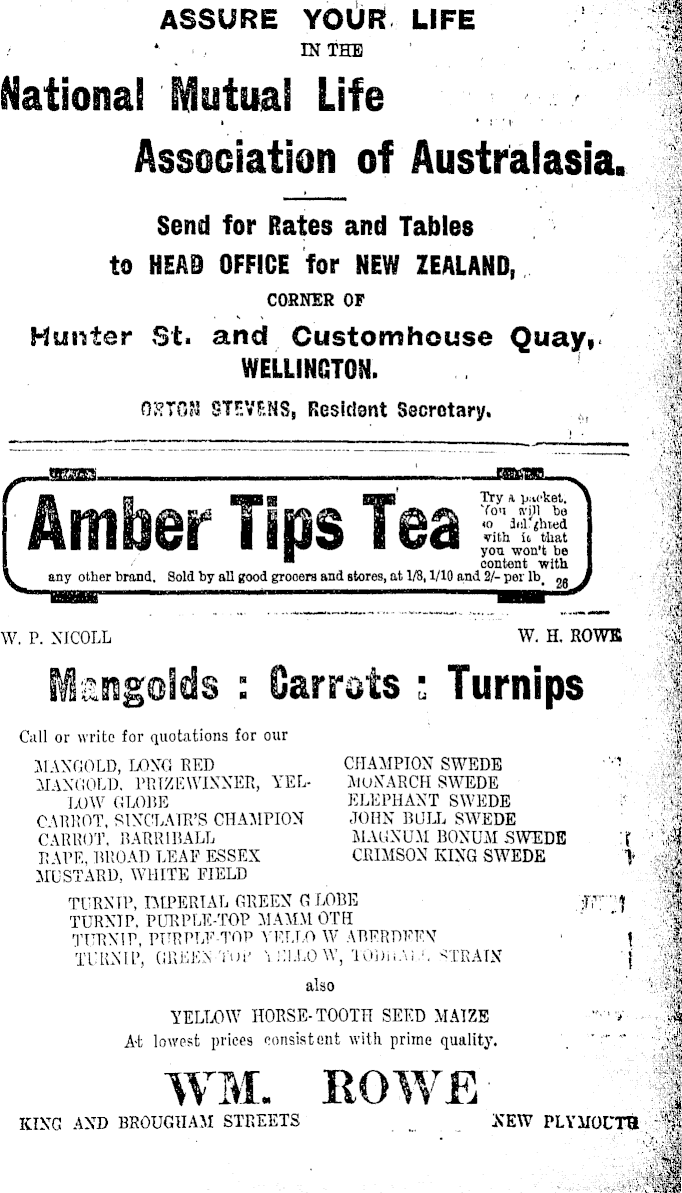 ASSURE YOUR LIFE
IN THE
National Mutual Life
Association of Australasia.
Send for Rates and Tables
to HEAD OFFICE for NEW ZEALAND,
CORNER OF
Hunter St. and Customhouse Quay,
WELLINGTON.
ORTON STEVENS, Resident Secretary.
Amber Tips Tea
Try a packet.
You will be
so delighted
with it that
you won't be
content with
any other brand. Sold by all good grocers and stores, at 1/8, 1/10 and 2/- per lb. 26
W. P. NICOLL W. H. ROWE
Mangolds : Carrots : Turnips
Call or write for quotations for our
MANGOLD, LONG RED
MANGOLD, PRIZEWINNER, YEL-
LOW GLOBE
CARROT, SINCLAIR'S CHAMPION
CARROT, BARRIBALL
RAPE, BROAD LEAF ESSEX
MUSTARD, WHITE FIELD
CHAMPION SWEDE
MONARCH SWEDE
ELEPHANT SWEDE
JOHN BULL SWEDE
MAGNUM BONUM SWEDE
CRIMSON KING SWEDE
TURNIP, IMPERIAL GREEN GLOBE
TURNIP, PURPLE-TOP MAMMOTH
TURNIP, PURPLE-TOP YELLOW ABERDEEN
TURNIP, GREEN-TOP YELLOW, STRAIN
also
YELLOW HORSE-TOOTH SEED MAIZE
At lowest prices consistent with prime quality.
WM. ROWE
KING AND BROUGHAM STREETS NEW PLYMOUTH